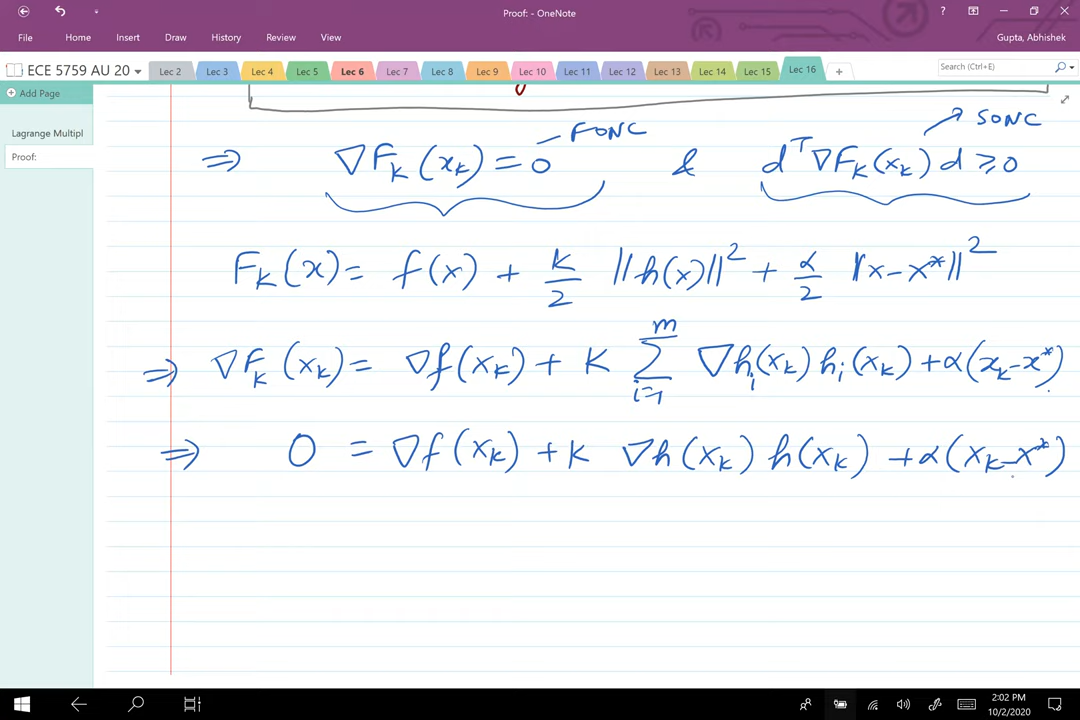 Proof: - OneNote
?
File Home Insert Draw History Review View
Gupta, Abhishek
ECE 5759 AU 20
Lec 2 Lec 3 Lec 4 Lec 5 Lec 6 Lec 7 Lec 8 Lec 9 Lec 10 Lec 11 Lec 12 Lec 13 Lec 14 Lec 15 Lec 16 +
Search (Ctrl+E)
Add Page
Lagrange Multipl
Proof:
FONC
SONC
⇒ ∇F_k(x_k) = 0 & d^T ∇F_k(x_k) d ≥ 0
F_k(x) = f(x) + k/2 ||h(x)||^2 + α/2 ||x - x*||^2
⇒ ∇F_k(x_k) = ∇f(x_k) + k ∑_{i=1}^{m} ∇h_i(x_k) h_i(x_k) + α(x_k - x*)
⇒ 0 = ∇f(x_k) + k ∇h(x_k) h(x_k) + α(x_k - x*)
2:02 PM
10/2/2020